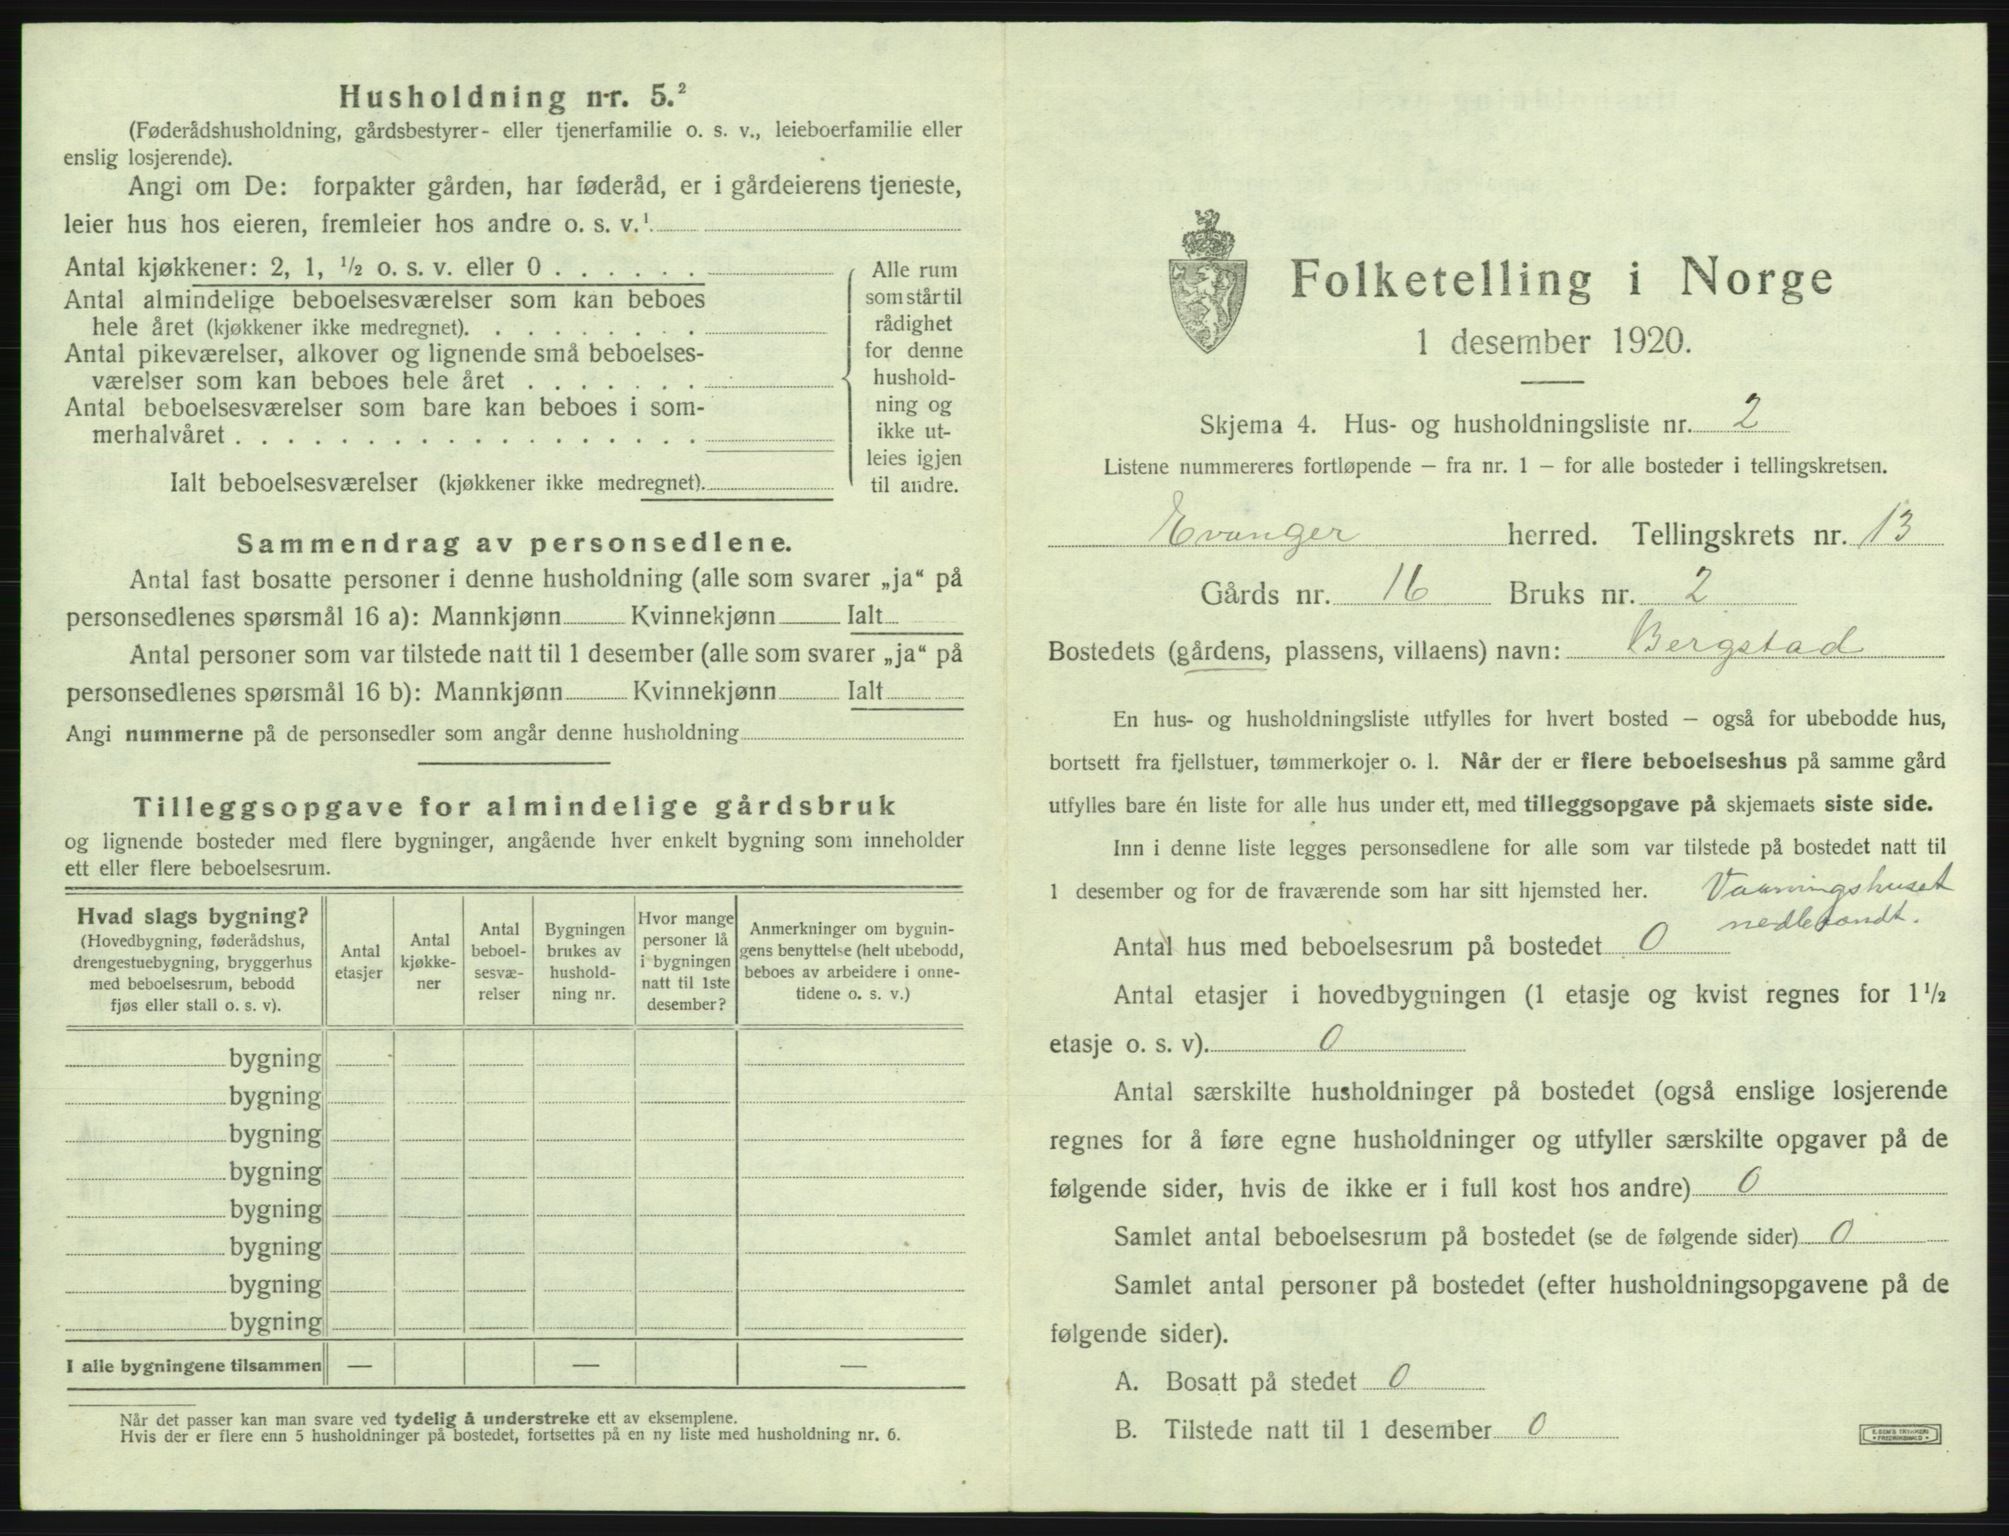 Husholdning nr. 5.²
(Føderådshusholdning, gårdsbestyrer- eller tjenerfamilie o. s. v., leieboerfamilie eller
enslig losjerende).
Angi om De: forpakter gården, har føderåd, er i gårdeierens tjeneste,
leier hus hos eieren, fremleier hos andre o. s. v.¹
Antal kjøkkener: 2, 1, ½ o. s. v. eller 0 . . . . . .
Antal almindelige beboelsesværelser som kan beboes
hele året (kjøkkener ikke medregnet). . . . . . . . .
Antal pikeværelser, alkover og lignende små beboelses-
værelser som kan beboes hele året . . . . . . .
Antal beboelsesværelser som bare kan beboes i som-
merhalvåret . . . . . . . . . . . . . . . . . .
Ialt beboelsesværelser (kjøkkener ikke medregnet).
Alle rum
som står til
rådighet
for denne
hushold-
ning og
ikke ut-
leies igjen
til andre.
Sammendrag av personsedlene.
Antal fast bosatte personer i denne husholdning (alle som svarer „ja“ på
personsedlenes spørsmål 16 a): Mannkjønn Kvinnekjønn Ialt
Antal personer som var tilstede natt til 1 desember (alle som svarer „ja“ på
personsedlenes spørsmål 16 b): Mannkjønn Kvinnekjønn Ialt
Angi nummerne på de personsedler som angår denne husholdning
Tilleggsopgave for almindelige gårdsbruk
og lignende bosteder med flere bygninger, angående hver enkelt bygning som inneholder
ett eller flere beboelsesrum.
Hvad slags bygning?
(Hovedbygning, føderådshus,
drengestuebygning, bryggerhus
med beboelsesrum, bebodd
fjøs eller stall o. s. v).
Antal
etasjer
Antal
kjøkke-
ner
Antal
beboel-
sesvæ-
relser
Bygningen
brukes av
hushold-
ning nr.
Hvor mange
personer lå
i bygningen
natt til 1ste
desember?
Anmerkninger om bygnin-
gens benyttelse (helt ubebodd,
beboes av arbeidere i onne-
tidene o. s. v.)
bygning
bygning
bygning
bygning
bygning
bygning
bygning
bygning
I alle bygningene tilsammen — — —
Når det passer kan man svare ved tydelig å understreke ett av eksemplene.
Hvis der er flere enn 5 husholdninger på bostedet, fortsettes på en ny liste med husholdning nr. 6.
Folketelling i Norge
1 desember 1920.
Skjema 4. Hus- og husholdningsliste nr. 2
Listene nummereres fortløpende – fra nr. 1 – for alle bosteder i tellingskretsen.
Evanger herred. Tellingskrets nr. 13
Gårds nr. 16 Bruks nr. 2
Bostedets (gårdens, plassens, villaens) navn: Bergstad
En hus- og husholdningsliste utfylles for hvert bosted – også for ubebodde hus,
bortsett fra fjellstuer, tømmerkojer o. l. Når der er flere beboelseshus på samme gård
utfylles bare én liste for alle hus under ett, med tilleggsopgave på skjemaets siste side.
Inn i denne liste legges personsedlene for alle som var tilstede på bostedet natt til
1 desember og for de fraværende som har sitt hjemsted her. Vaaningshuset
nedbrandt.
Antal hus med beboelsesrum på bostedet 0
Antal etasjer i hovedbygningen (1 etasje og kvist regnes for 1½
etasje o. s. v). 0
Antal særskilte husholdninger på bostedet (også enslige losjerende
regnes for å føre egne husholdninger og utfyller særskilte opgaver på de
følgende sider, hvis de ikke er i full kost hos andre) 0
Samlet antal beboelsesrum på bostedet (se de følgende sider) 0
Samlet antal personer på bostedet (efter husholdningsopgavene på de
følgende sider).
A. Bosatt på stedet 0
B. Tilstede natt til 1 desember 0